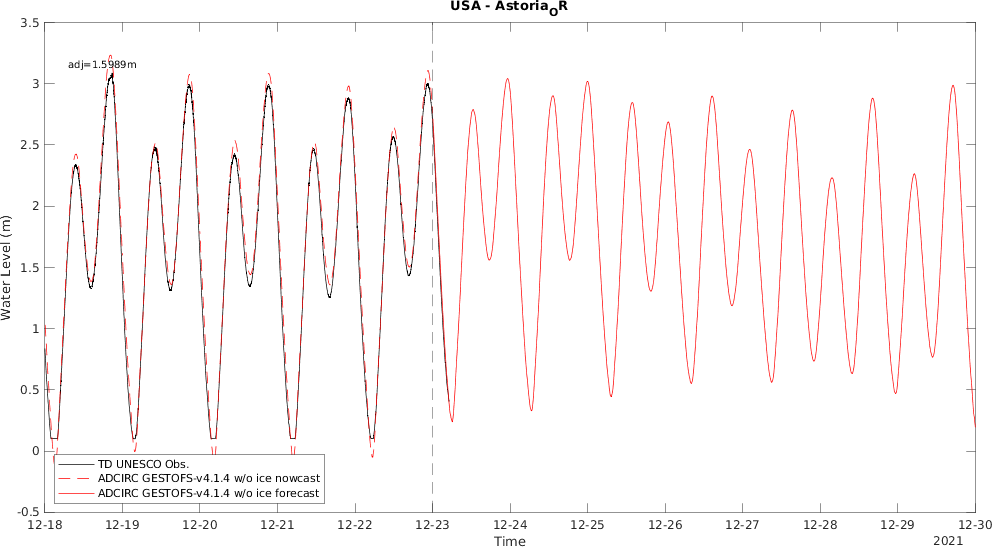 USA - AstoriaOR
3.5
3
2.5
2
1.5
1
0.5
0
-0.5
Water Level (m)
adj=1.5989m
TD UNESCO Obs.
ADCIRC GESTOFS-v4.1.4 w/o ice nowcast
ADCIRC GESTOFS-v4.1.4 w/o ice forecast
12-18 12-19 12-20 12-21 12-22 12-23 12-24 12-25 12-26 12-27 12-28 12-29 12-30
Time
2021